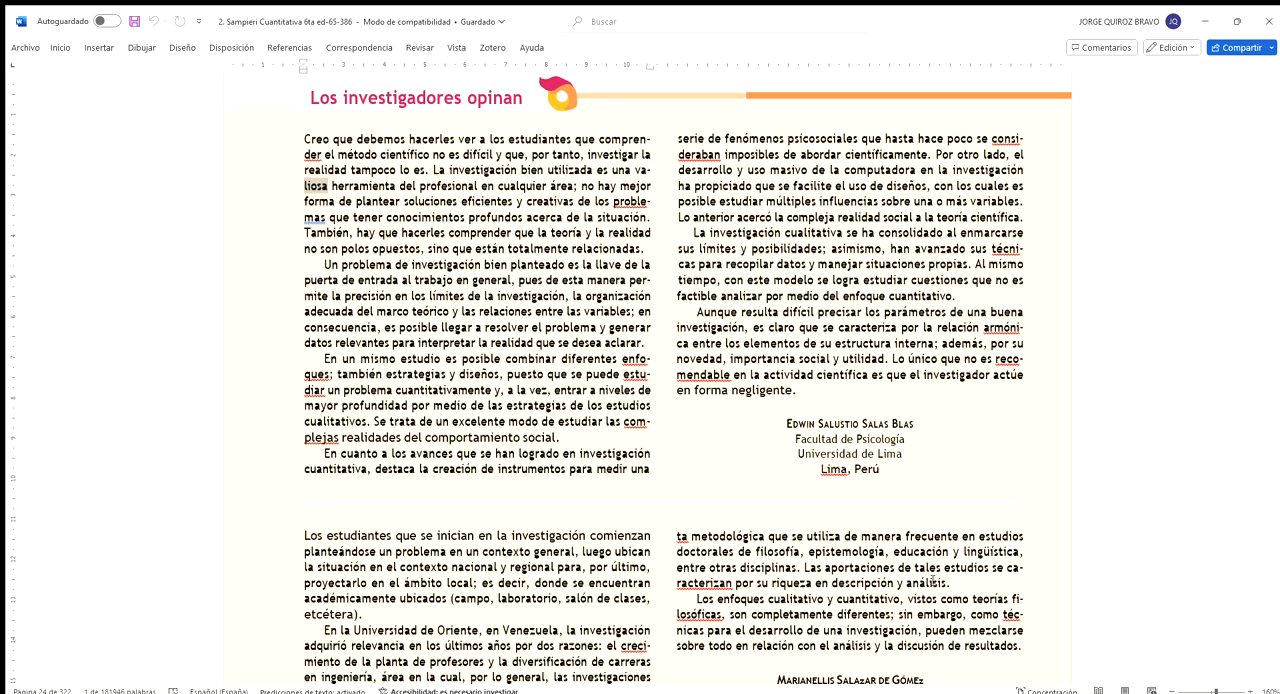 Autoguardado
2. Sampieri Cuantitativa 6ta ed-65-386 - Modo de compatibilidad • Guardado
Buscar
JORGE QUIROZ BRAVO JQ
Archivo Inicio Insertar Dibujar Diseño Disposición Referencias Correspondencia Revisar Vista Zotero Ayuda
Comentarios Edición Compartir
Los investigadores opinan
Creo que debemos hacerles ver a los estudiantes que compren-
der el método científico no es difícil y que, por tanto, investigar la
realidad tampoco lo es. La investigación bien utilizada es una va-
liosa herramienta del profesional en cualquier área; no hay mejor
forma de plantear soluciones eficientes y creativas de los proble-
mas que tener conocimientos profundos acerca de la situación.
También, hay que hacerles comprender que la teoría y la realidad
no son polos opuestos, sino que están totalmente relacionadas.
Un problema de investigación bien planteado es la llave de la
puerta de entrada al trabajo en general, pues de esta manera per-
mite la precisión en los límites de la investigación, la organización
adecuada del marco teórico y las relaciones entre las variables; en
consecuencia, es posible llegar a resolver el problema y generar
datos relevantes para interpretar la realidad que se desea aclarar.
En un mismo estudio es posible combinar diferentes enfo-
ques; también estrategias y diseños, puesto que se puede estu-
diar un problema cuantitativamente y, a la vez, entrar a niveles de
mayor profundidad por medio de las estrategias de los estudios
cualitativos. Se trata de un excelente modo de estudiar las com-
plejas realidades del comportamiento social.
En cuanto a los avances que se han logrado en investigación
cuantitativa, destaca la creación de instrumentos para medir una
serie de fenómenos psicosociales que hasta hace poco se consi-
deraban imposibles de abordar científicamente. Por otro lado, el
desarrollo y uso masivo de la computadora en la investigación
ha propiciado que se facilite el uso de diseños, con los cuales es
posible estudiar múltiples influencias sobre una o más variables.
Lo anterior acercó la compleja realidad social a la teoría científica.
La investigación cualitativa se ha consolidado al enmarcarse
sus límites y posibilidades; asimismo, han avanzado sus técni-
cas para recopilar datos y manejar situaciones propias. Al mismo
tiempo, con este modelo se logra estudiar cuestiones que no es
factible analizar por medio del enfoque cuantitativo.
Aunque resulta difícil precisar los parámetros de una buena
investigación, es claro que se caracteriza por la relación armóni-
ca entre los elementos de su estructura interna; además, por su
novedad, importancia social y utilidad. Lo único que no es reco-
mendable en la actividad científica es que el investigador actúe
en forma negligente.
EDWIN SALUSTIO SALAS BLAS
Facultad de Psicología
Universidad de Lima
Lima, Perú
Los estudiantes que se inician en la investigación comienzan
planteándose un problema en un contexto general, luego ubican
la situación en el contexto nacional y regional para, por último,
proyectarlo en el ámbito local; es decir, donde se encuentran
académicamente ubicados (campo, laboratorio, salón de clases,
etcétera).
En la Universidad de Oriente, en Venezuela, la investigación
adquirió relevancia en los últimos años por dos razones: el creci-
miento de la planta de profesores y la diversificación de carreras
en ingeniería, área en la cual, por lo general, las investigaciones
ta metodológica que se utiliza de manera frecuente en estudios
doctorales de filosofía, epistemología, educación y lingüística,
entre otras disciplinas. Las aportaciones de tales estudios se ca-
racterizan por su riqueza en descripción y análisis.
Los enfoques cualitativo y cuantitativo, vistos como teorías fi-
losóficas, son completamente diferentes; sin embargo, como téc-
nicas para el desarrollo de una investigación, pueden mezclarse
sobre todo en relación con el análisis y la discusión de resultados.
MARIANELLIS SALAZAR DE GÓMEZ
Página 24 de 322 1 de 181946 palabras Español (España) Predicciones de texto: activado Accesibilidad: es necesario investigar Concentración 160%